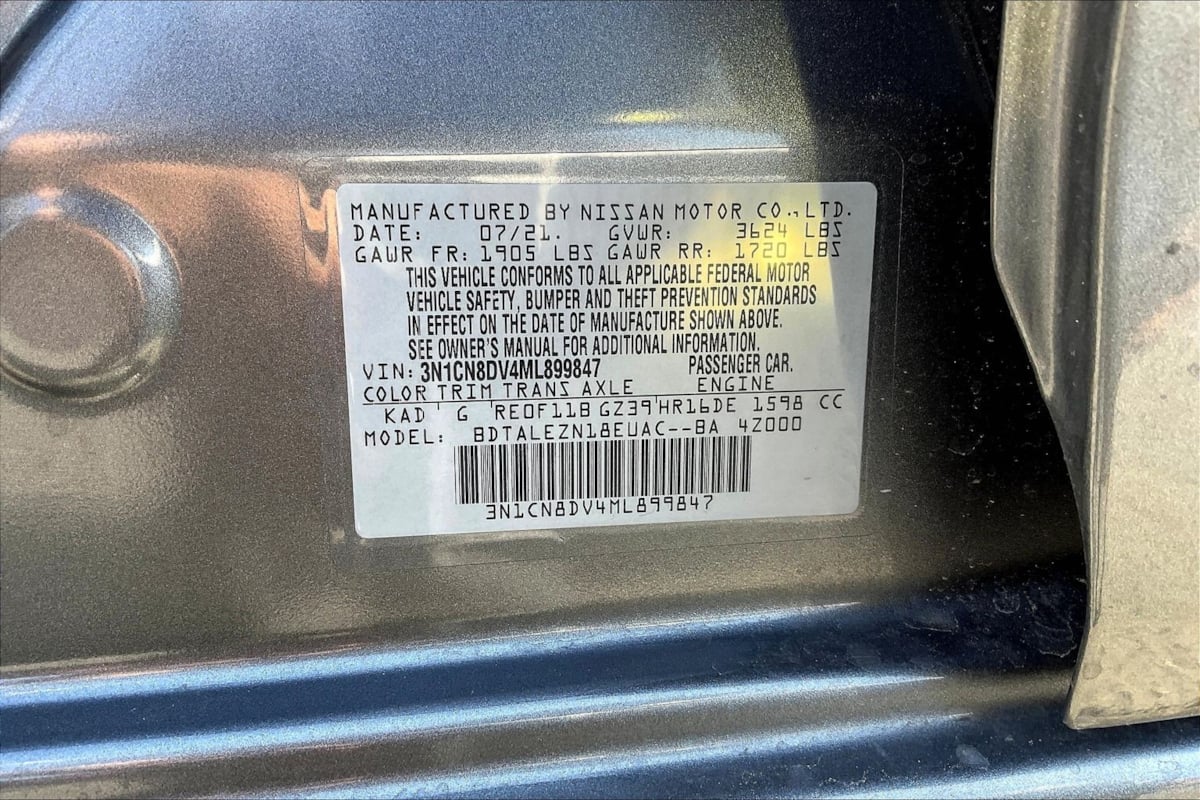 MANUFACTURED BY NISSAN MOTOR CO., LTD.
DATE: 07/21. GVWR: 3624 LBS
GAWR FR: 1905 LBS GAWR RR: 1720 LBS
THIS VEHICLE CONFORMS TO ALL APPLICABLE FEDERAL MOTOR
VEHICLE SAFETY, BUMPER AND THEFT PREVENTION STANDARDS
IN EFFECT ON THE DATE OF MANUFACTURE SHOWN ABOVE.
SEE OWNER'S MANUAL FOR ADDITIONAL INFORMATION.
VIN: 3N1CN8DV4ML899847 PASSENGER CAR.
COLOR TRIM TRANS AXLE ENGINE
KAD G RE0F11B GZ39 HR16DE 1598 CC
MODEL: BDTALEZN18EUAC--BA 4Z000
3N1CN8DV4ML899847